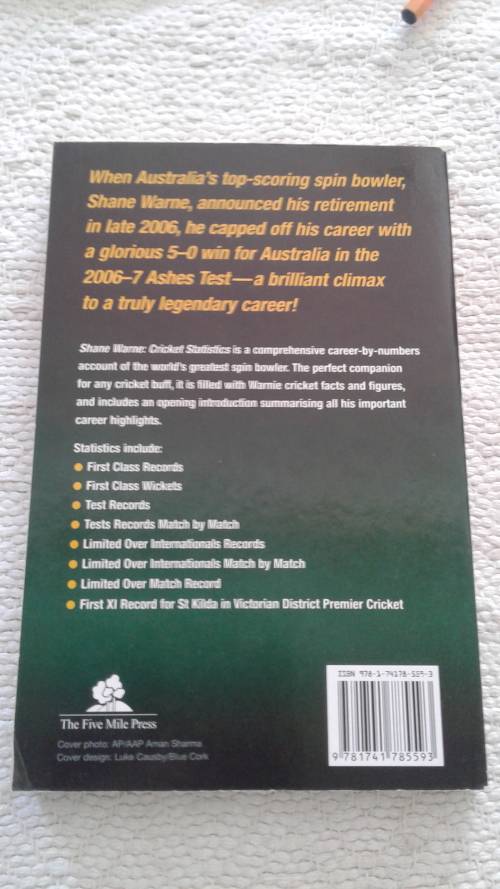 When Australia's top-scoring spin bowler,
Shane Warne, announced his retirement
in late 2006, he capped off his career with
a glorious 5–0 win for Australia in the
2006–7 Ashes Test—a brilliant climax
to a truly legendary career!
Shane Warne: Cricket Statistics is a comprehensive career-by-numbers
account of the world's greatest spin bowler. The perfect companion
for any cricket buff, it is filled with Warnie cricket facts and figures,
and includes an opening introduction summarising all his important
career highlights.
Statistics include:
● First Class Records
● First Class Wickets
● Test Records
● Tests Records Match by Match
● Limited Over Internationals Records
● Limited Over Internationals Match by Match
● Limited Over Match Record
● First XI Record for St Kilda in Victorian District Premier Cricket
The Five Mile Press
Cover photo: AP/AAP Aman Sharma
Cover design: Luke Causby/Blue Cork
ISBN 978-1-74178-559-3
9 781741 785593